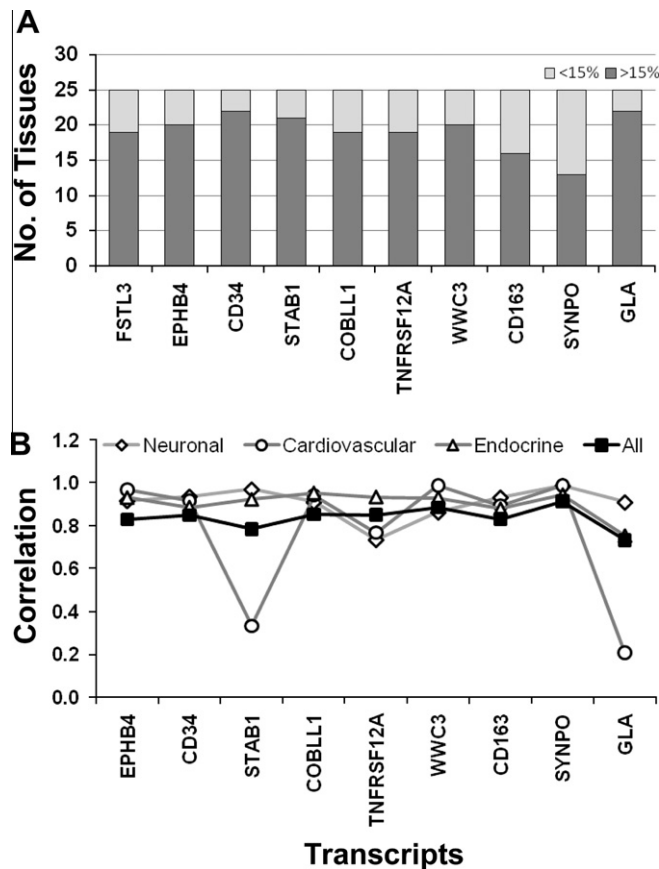 A
No. of Tissues
30
25
20
15
10
5
0
<15% >15%
FSTL3
EPHB4
CD34
STAB1
COBLL1
TNFRSF12A
WWC3
CD163
SYNPO
GLA
B
Correlation
1.2
1.0
0.8
0.6
0.4
0.2
0.0
Neuronal Cardiovascular Endocrine All
EPHB4
CD34
STAB1
COBLL1
TNFRSF12A
WWC3
CD163
SYNPO
GLA
Transcripts